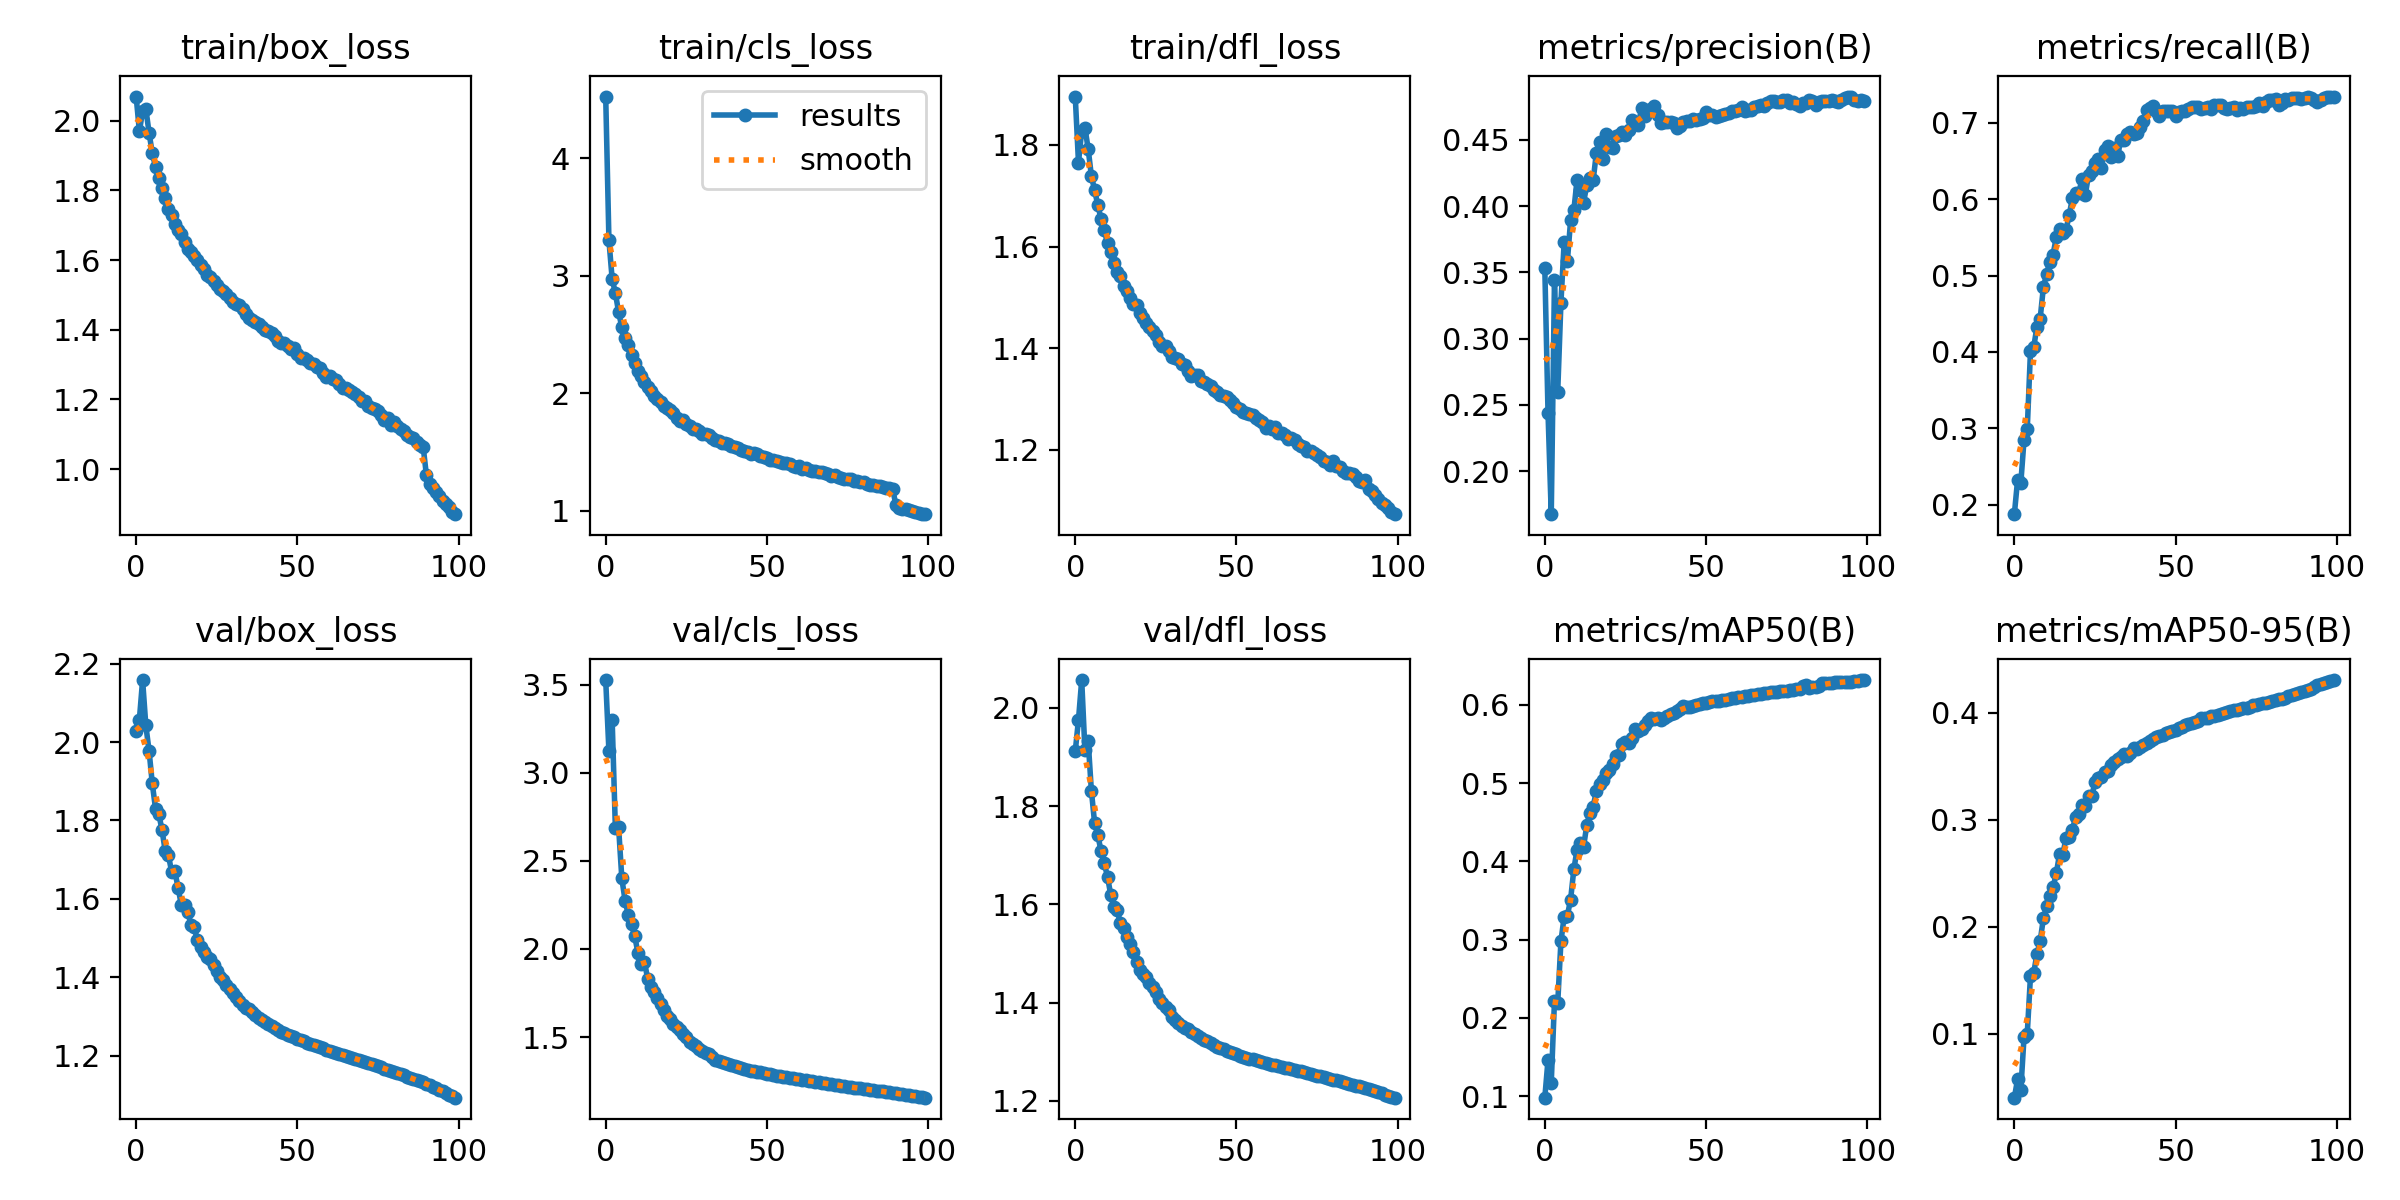 train/box_loss
2.0
1.8
1.6
1.4
1.2
1.0
0 50 100
train/cls_loss
results
smooth
4
3
2
1
0 50 100
train/dfl_loss
1.8
1.6
1.4
1.2
0 50 100
metrics/precision(B)
0.45
0.40
0.35
0.30
0.25
0.20
0 50 100
metrics/recall(B)
0.7
0.6
0.5
0.4
0.3
0.2
0 50 100
val/box_loss
2.2
2.0
1.8
1.6
1.4
1.2
0 50 100
val/cls_loss
3.5
3.0
2.5
2.0
1.5
0 50 100
val/dfl_loss
2.0
1.8
1.6
1.4
1.2
0 50 100
metrics/mAP50(B)
0.6
0.5
0.4
0.3
0.2
0.1
0 50 100
metrics/mAP50-95(B)
0.4
0.3
0.2
0.1
0 50 100